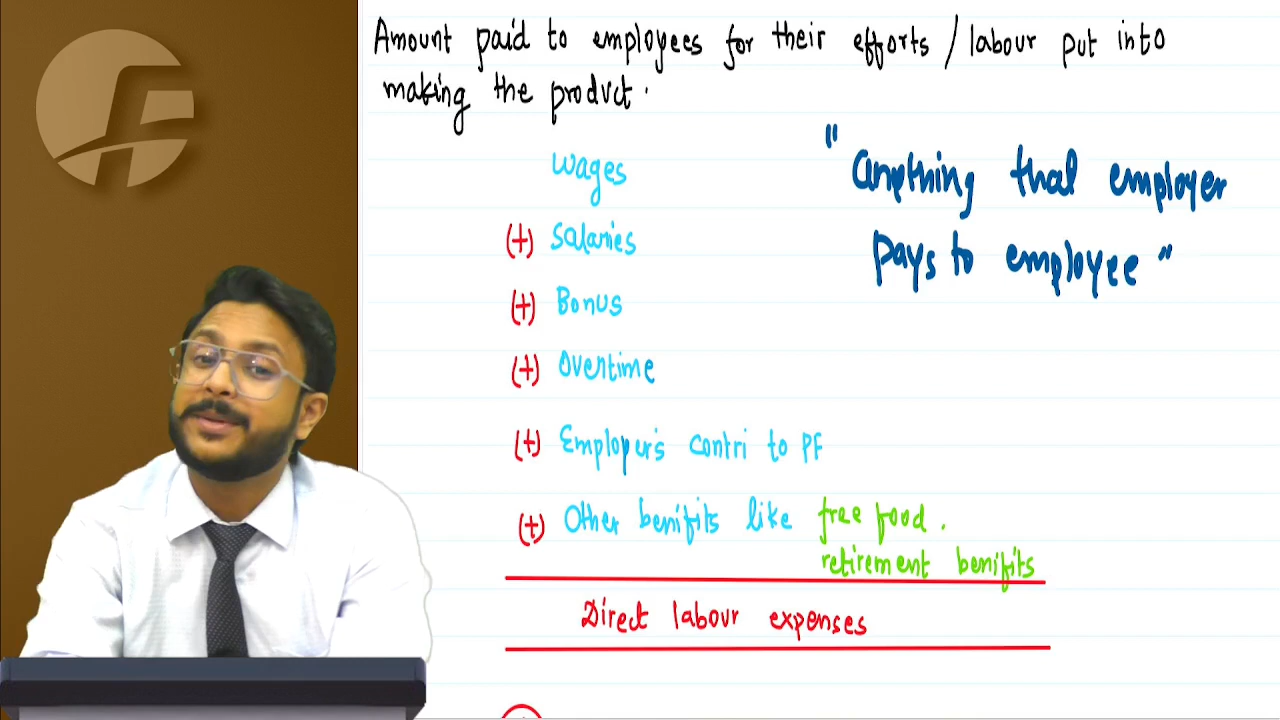 Amount paid to employees for their efforts / labour put into
making the product.
Wages
(+) Salaries
(+) Bonus
(+) Overtime
(+) Employer's contri to PF
(+) Other benifits like free food.
retirement benifits
Direct labour expenses
"anything that employer
pays to employee"